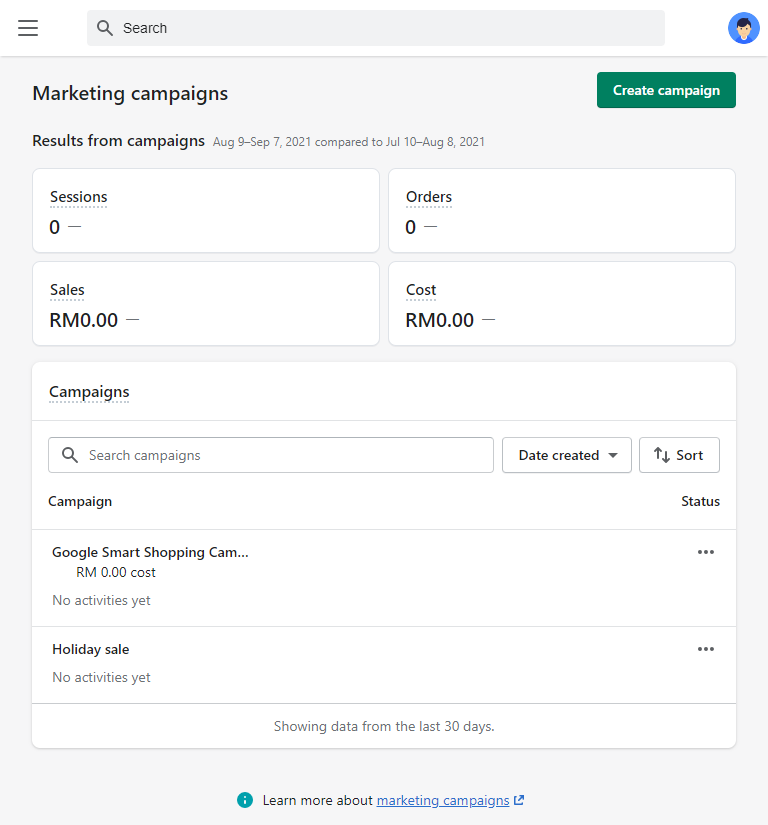 Search
Marketing campaigns
Create campaign
Results from campaigns Aug 9–Sep 7, 2021 compared to Jul 10–Aug 8, 2021
Sessions
0 —
Orders
0 —
Sales
RM0.00 —
Cost
RM0.00 —
Campaigns
Search campaigns
Date created
Sort
Campaign
Status
Google Smart Shopping Cam...
RM 0.00 cost
No activities yet
Holiday sale
No activities yet
Showing data from the last 30 days.
Learn more about marketing campaigns